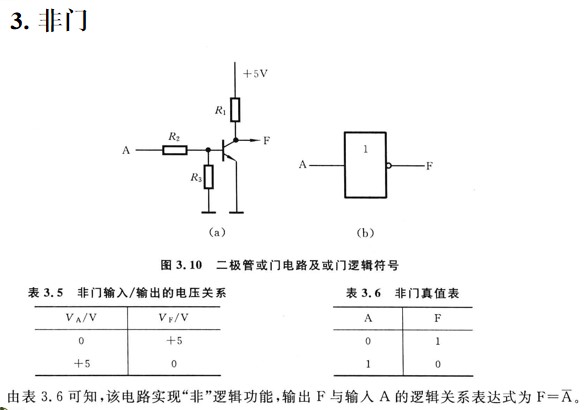 3. 非门
+5V
R₁
F
R₂
A
R₃
(a)
1
A
F
(b)
图 3.10 二极管或门电路及或门逻辑符号
表 3.5 非门输入/输出的电压关系
V_A/V V_F/V
0 +5
+5 0
表 3.6 非门真值表
A F
0 1
1 0
由表 3.6 可知,该电路实现“非”逻辑功能,输出 F 与输入 A 的逻辑关系表达式为 F=A̅。